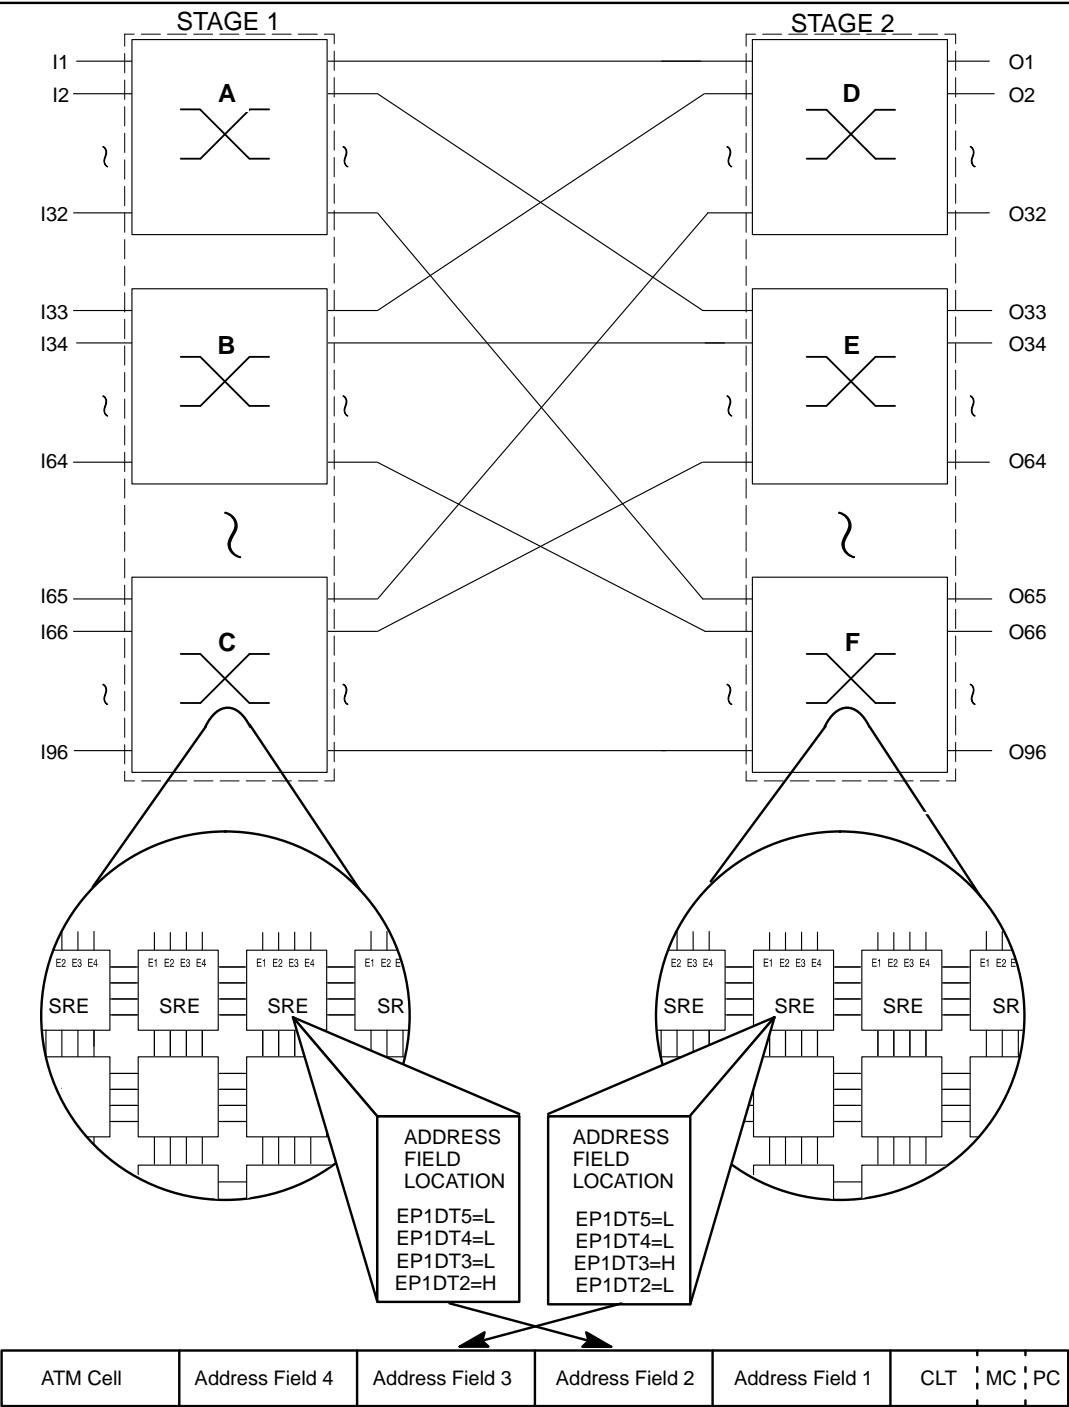 STAGE 1
STAGE 2
I1
I2
I32
A
D
O1
O2
O32
I33
I34
I64
B
E
O33
O34
O64
I65
I66
I96
C
F
O65
O66
O96
E2 E3 E4
E1 E2 E3 E4
E1 E2 E3 E4
E1 E2 E
SRE
SRE
SRE
SR
E2 E3 E4
E1 E2 E3 E4
E1 E2 E3 E4
E1 E2 E
SRE
SRE
SRE
SR
ADDRESS
FIELD
LOCATION
EP1DT5=L
EP1DT4=L
EP1DT3=L
EP1DT2=H
ADDRESS
FIELD
LOCATION
EP1DT5=L
EP1DT4=L
EP1DT3=H
EP1DT2=L
ATM Cell
Address Field 4
Address Field 3
Address Field 2
Address Field 1
CLT
MC
PC